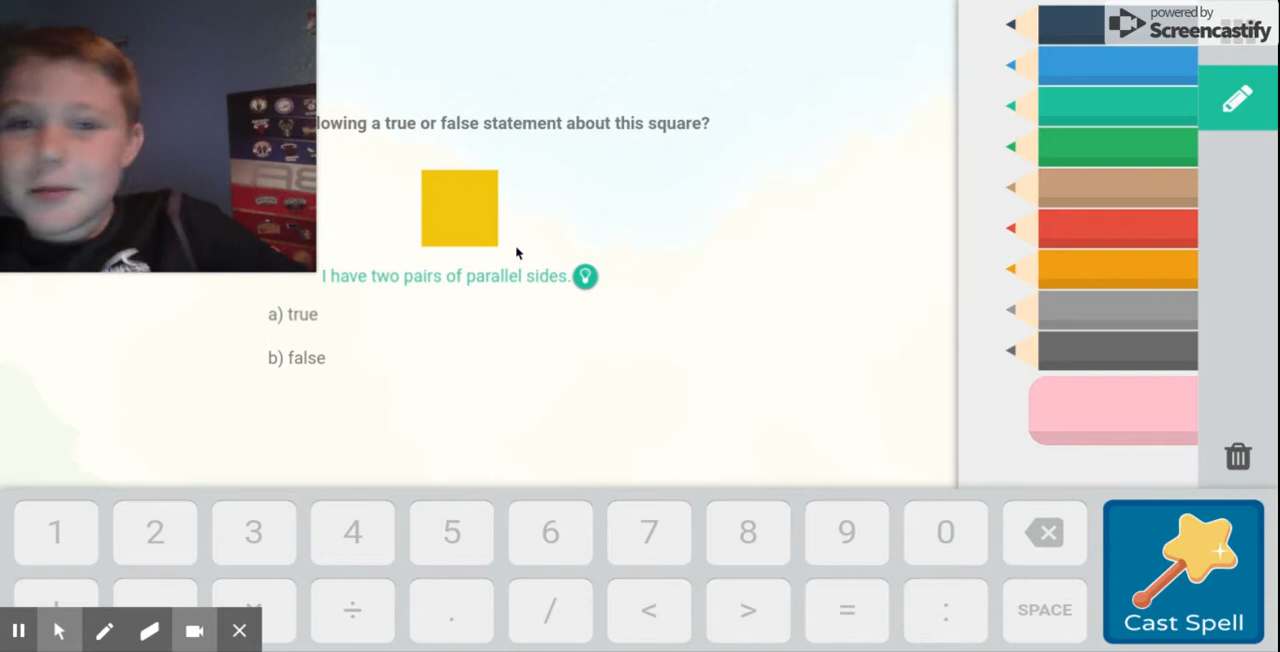 powered by
Screencastify
lowing a true or false statement about this square?
I have two pairs of parallel sides.
a) true
b) false
1 2 3 4 5 6 7 8 9 0
÷ . / < > = : SPACE
Cast Spell